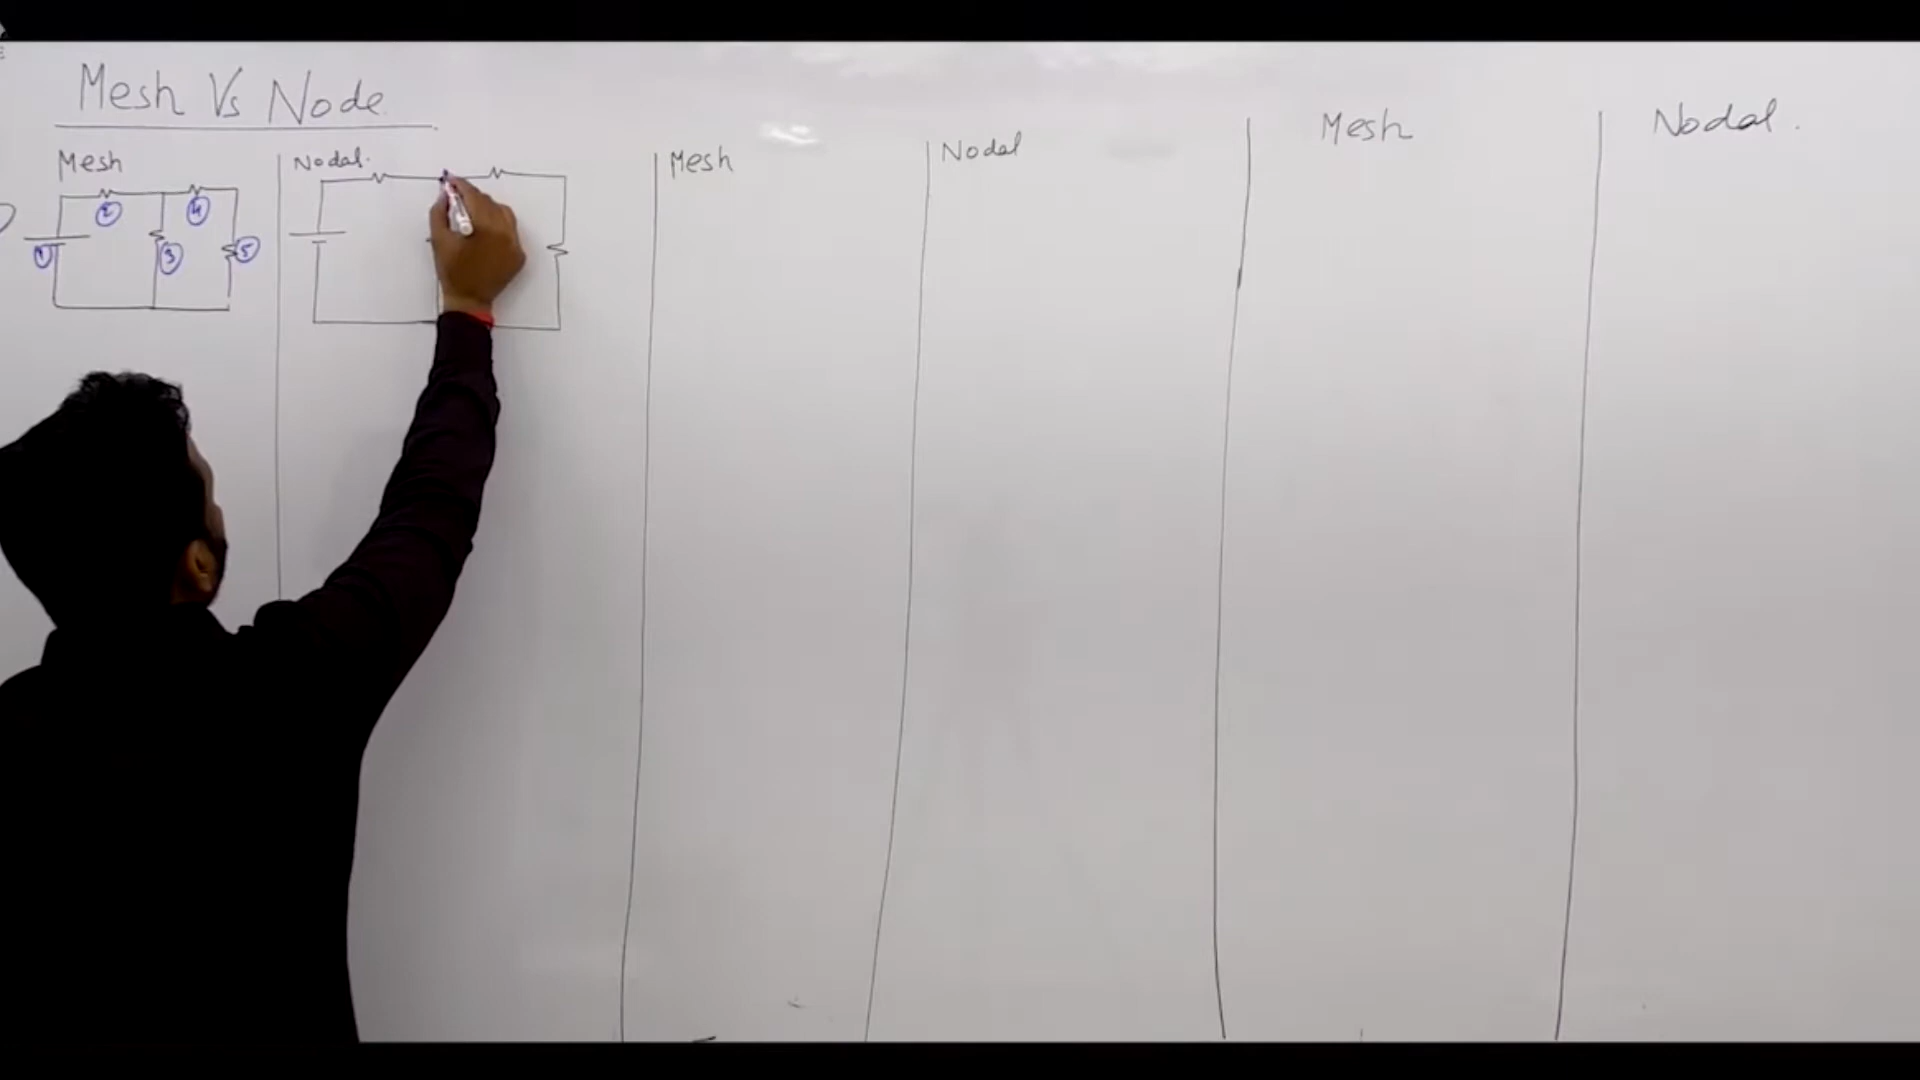 Mesh Vs Node
Mesh
Nodal.
Mesh
Nodal
Mesh
Nodal.
① ② ③ ④ ⑤